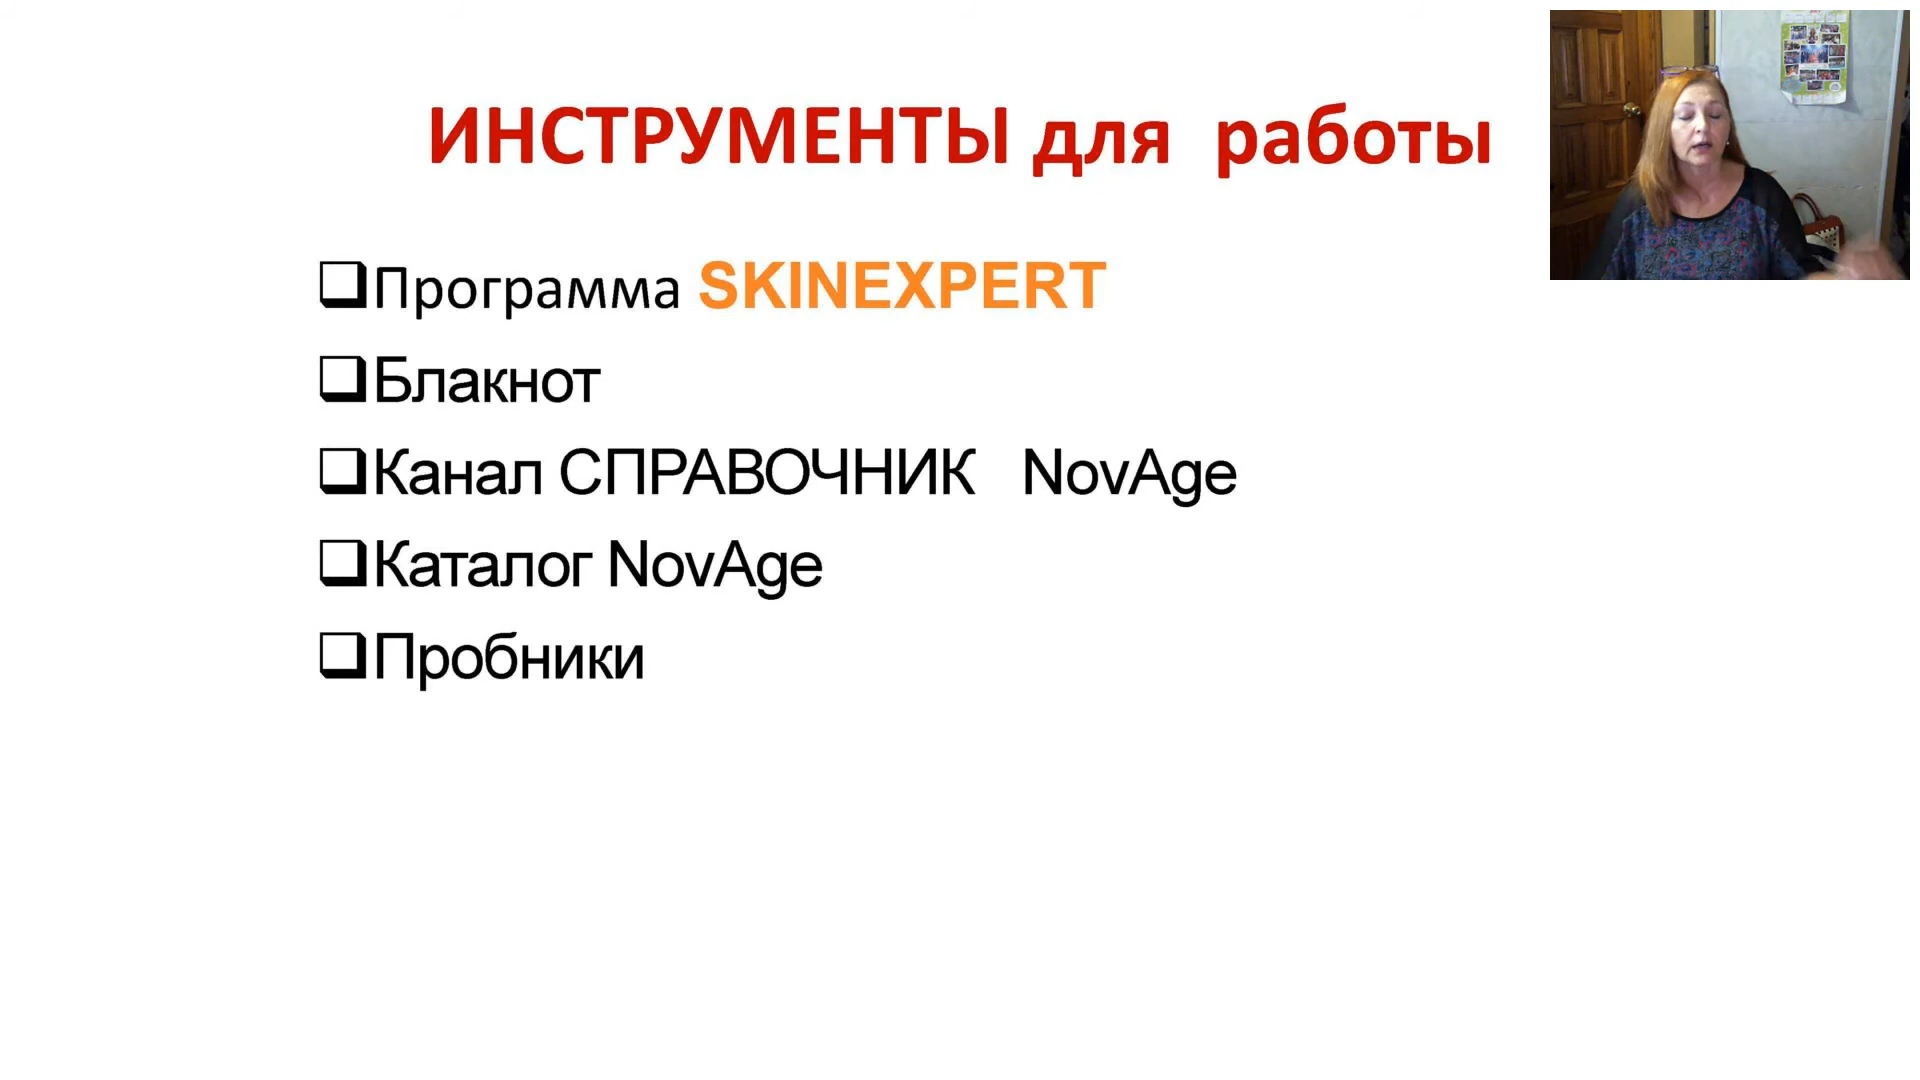 ИНСТРУМЕНТЫ для работы
Программа SKINEXPERT
Блакнот
Канал СПРАВОЧНИК NovAge
Каталог NovAge
Пробники